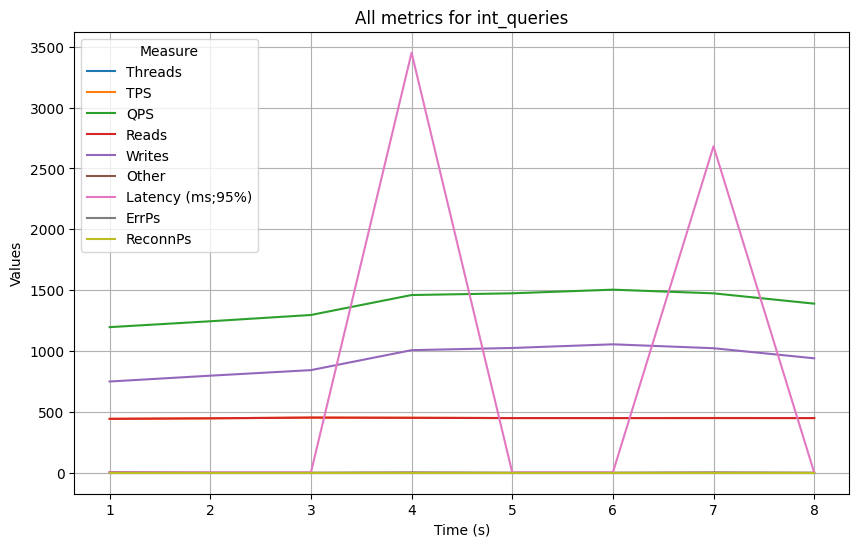 All metrics for int_queries
Measure
Threads
TPS
QPS
Reads
Writes
Other
Latency (ms;95%)
ErrPs
ReconnPs
3500
3000
2500
2000
1500
1000
500
0
Values
1 2 3 4 5 6 7 8
Time (s)